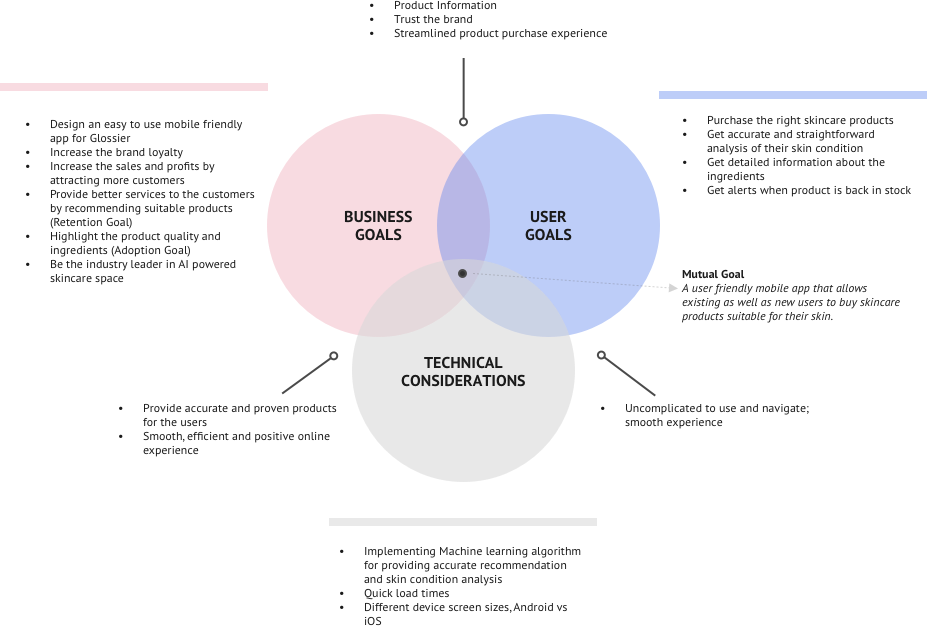 • Product Information
• Trust the brand
• Streamlined product purchase experience
• Design an easy to use mobile friendly
app for Glossier
• Increase the brand loyalty
• Increase the sales and profits by
attracting more customers
• Provide better services to the customers
by recommending suitable products
(Retention Goal)
• Highlight the product quality and
ingredients (Adoption Goal)
• Be the industry leader in AI powered
skincare space
• Purchase the right skincare products
• Get accurate and straightforward
analysis of their skin condition
• Get detailed information about the
ingredients
• Get alerts when product is back in stock
BUSINESS
GOALS
USER
GOALS
Mutual Goal
A user friendly mobile app that allows
existing as well as new users to buy skincare
products suitable for their skin.
TECHNICAL
CONSIDERATIONS
• Provide accurate and proven products
for the users
• Smooth, efficient and positive online
experience
• Uncomplicated to use and navigate;
smooth experience
• Implementing Machine learning algorithm
for providing accurate recommendation
and skin condition analysis
• Quick load times
• Different device screen sizes, Android vs
iOS